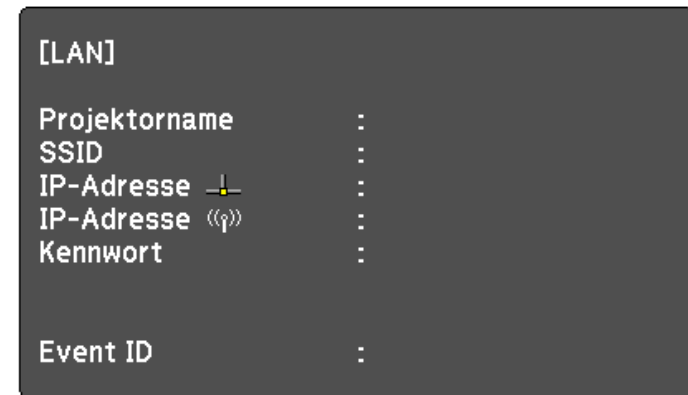 [LAN]
Projektorname :
SSID :
IP-Adresse :
IP-Adresse :
Kennwort :
Event ID :